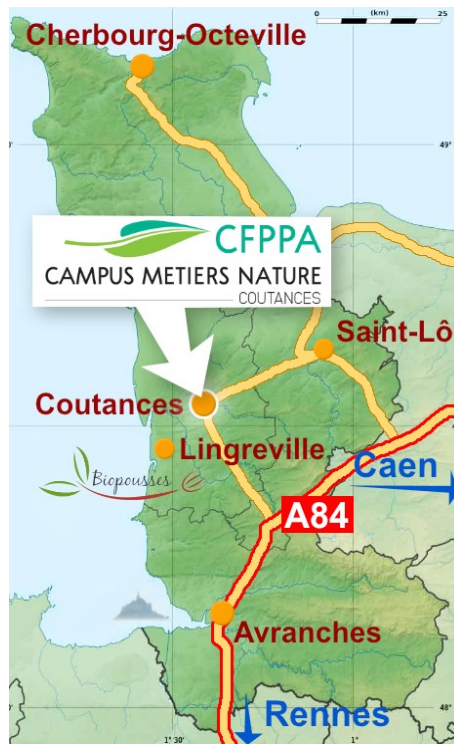 0
(km)
25
Cherbourg-Octeville
49°
CFPPA
CAMPUS METIERS NATURE
COUTANCES
Saint-Lô
Coutances
Lingreville
Biopousses
Caen
A84
Avranches
Rennes
48°
1° 30'
1°